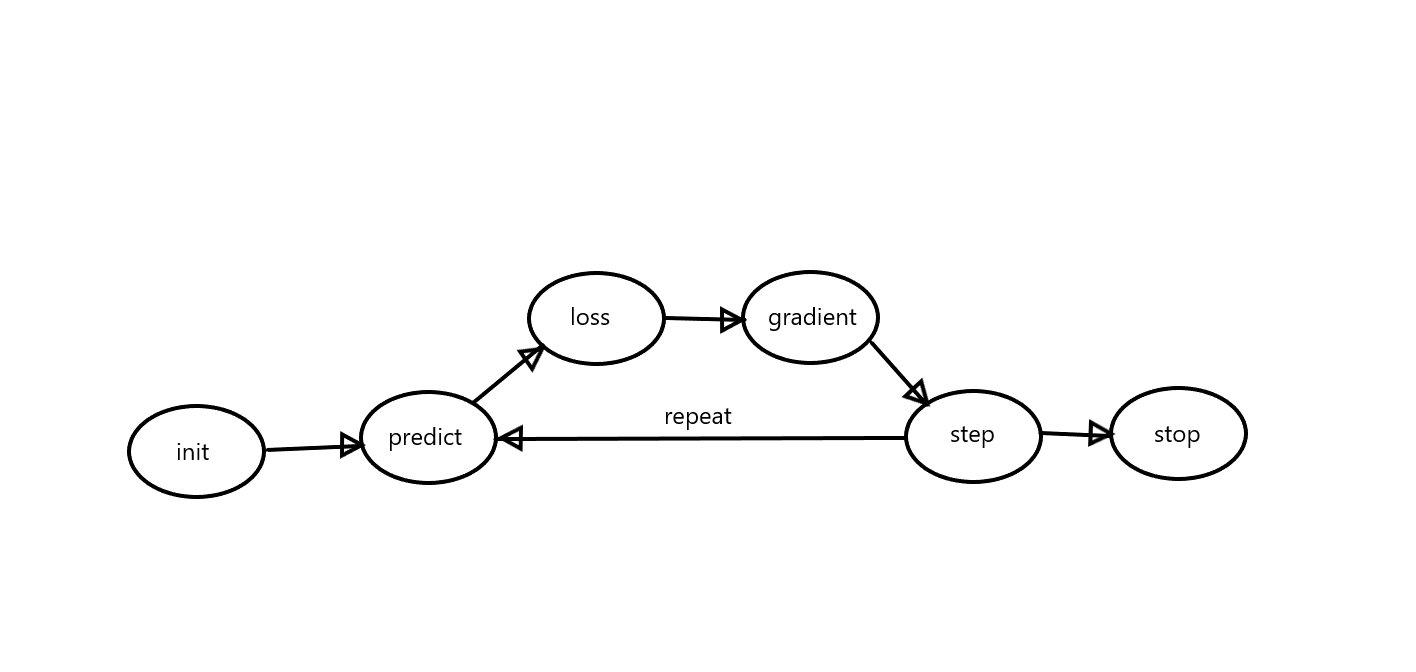 init
predict
loss
gradient
step
stop
repeat